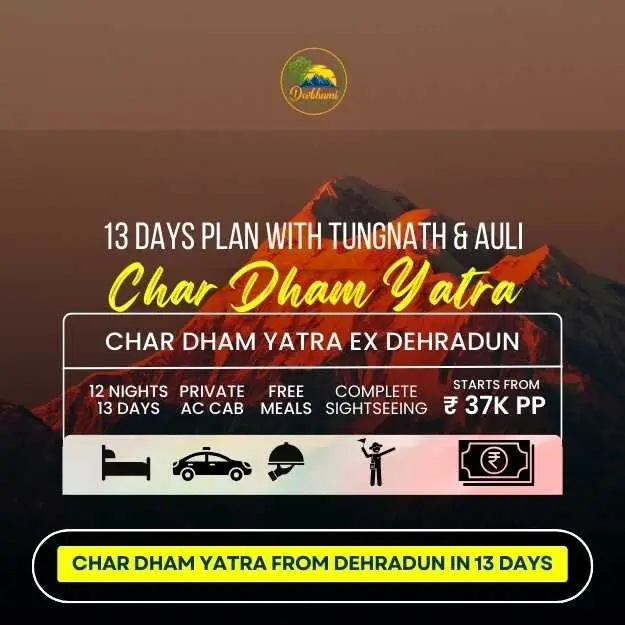 Devbhumi
13 DAYS PLAN WITH TUNGNATH & AULI
Char Dham Yatra
CHAR DHAM YATRA EX DEHRADUN
12 NIGHTS
13 DAYS
PRIVATE
AC CAB
FREE
MEALS
COMPLETE
SIGHTSEEING
STARTS FROM
₹ 37K PP
₹
CHAR DHAM YATRA FROM DEHRADUN IN 13 DAYS